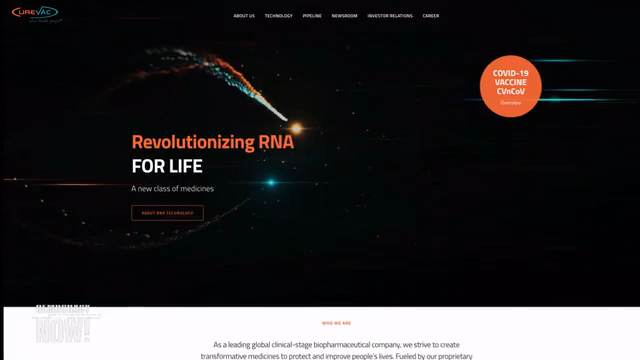 CUREVAC
ABOUT US TECHNOLOGY PIPELINE NEWSROOM INVESTOR RELATIONS CAREER
COVID-19
VACCINE
CVnCoV
Overview
Revolutionizing RNA
FOR LIFE
A new class of medicines
ABOUT RNA TECHNOLOGY
DEMOCRACY
NOW!
WHO WE ARE
As a leading global clinical-stage biopharmaceutical company, we strive to create
transformative medicines to protect and improve people's lives. Fueled by our proprietary